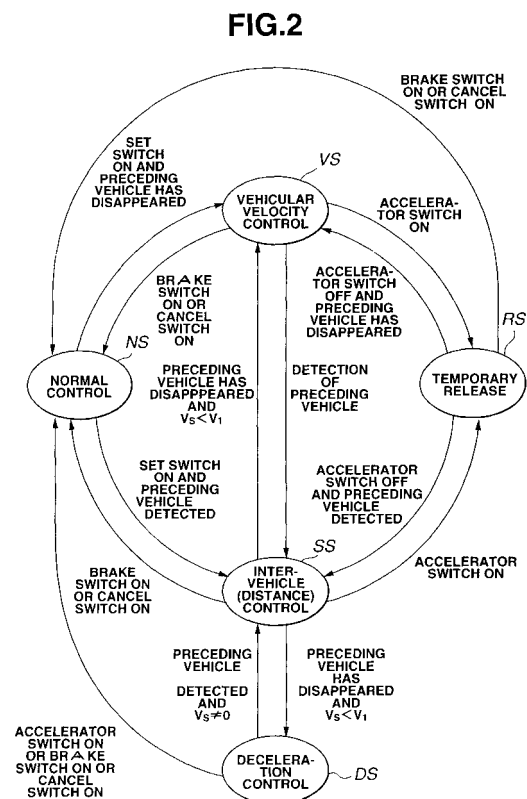 FIG.2
BRAKE SWITCH
ON OR CANCEL
SWITCH ON
SET
SWITCH
ON AND
PRECEDING
VEHICLE HAS
DISAPPEARED
VS
VEHICULAR
VELOCITY
CONTROL
ACCELERA-
TOR SWITCH
ON
BRAKE
SWITCH
ON OR
CANCEL
SWITCH
ON
ACCELERA-
TOR SWITCH
OFF AND
PRECEDING
VEHICLE HAS
DISAPPEARED
NS
RS
NORMAL
CONTROL
PRECEDING
VEHICLE HAS
DISAPPPEARED
AND
VS<V1
DETECTION
OF
PRECEDING
VEHICLE
TEMPORARY
RELEASE
SET SWITCH
ON AND
PRECEDING
VEHICLE
DETECTED
ACCELERATOR
SWITCH OFF
AND PRECEDING
VEHICLE
DETECTED
SS
BRAKE
SWITCH ON
OR CANCEL
SWITCH ON
INTER-
VEHICLE
(DISTANCE)
CONTROL
ACCELERATOR
SWITCH ON
PRECEDING
VEHICLE
DETECTED
AND
VS≠0
PRECEDING
VEHICLE
HAS
DISAPPEARED
AND
VS<V1
ACCELERATOR
SWITCH ON
OR BRAKE
SWITCH ON OR
CANCEL
SWITCH ON
DECELERA-
TION
CONTROL
DS